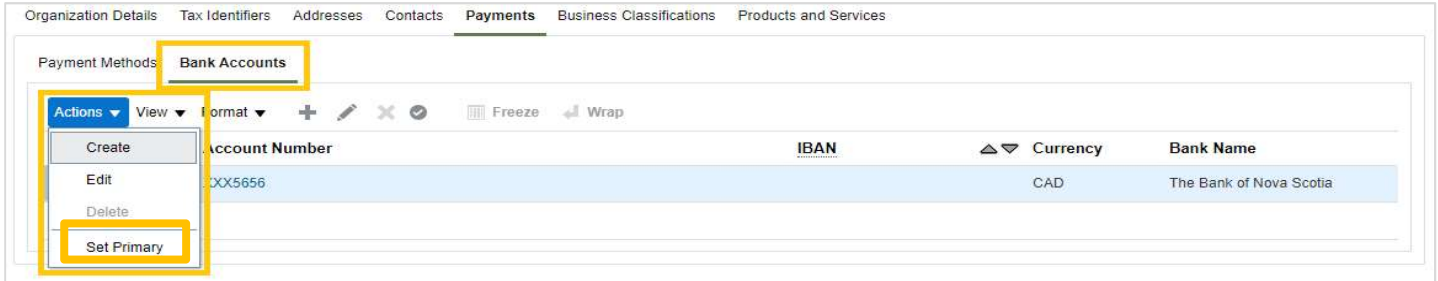 Organization Details Tax Identifiers Addresses Contacts Payments Business Classifications Products and Services
Payment Methods Bank Accounts
Actions View Format Freeze Wrap
Create Account Number IBAN Currency Bank Name
Edit XXX5656 CAD The Bank of Nova Scotia
Delete
Set Primary